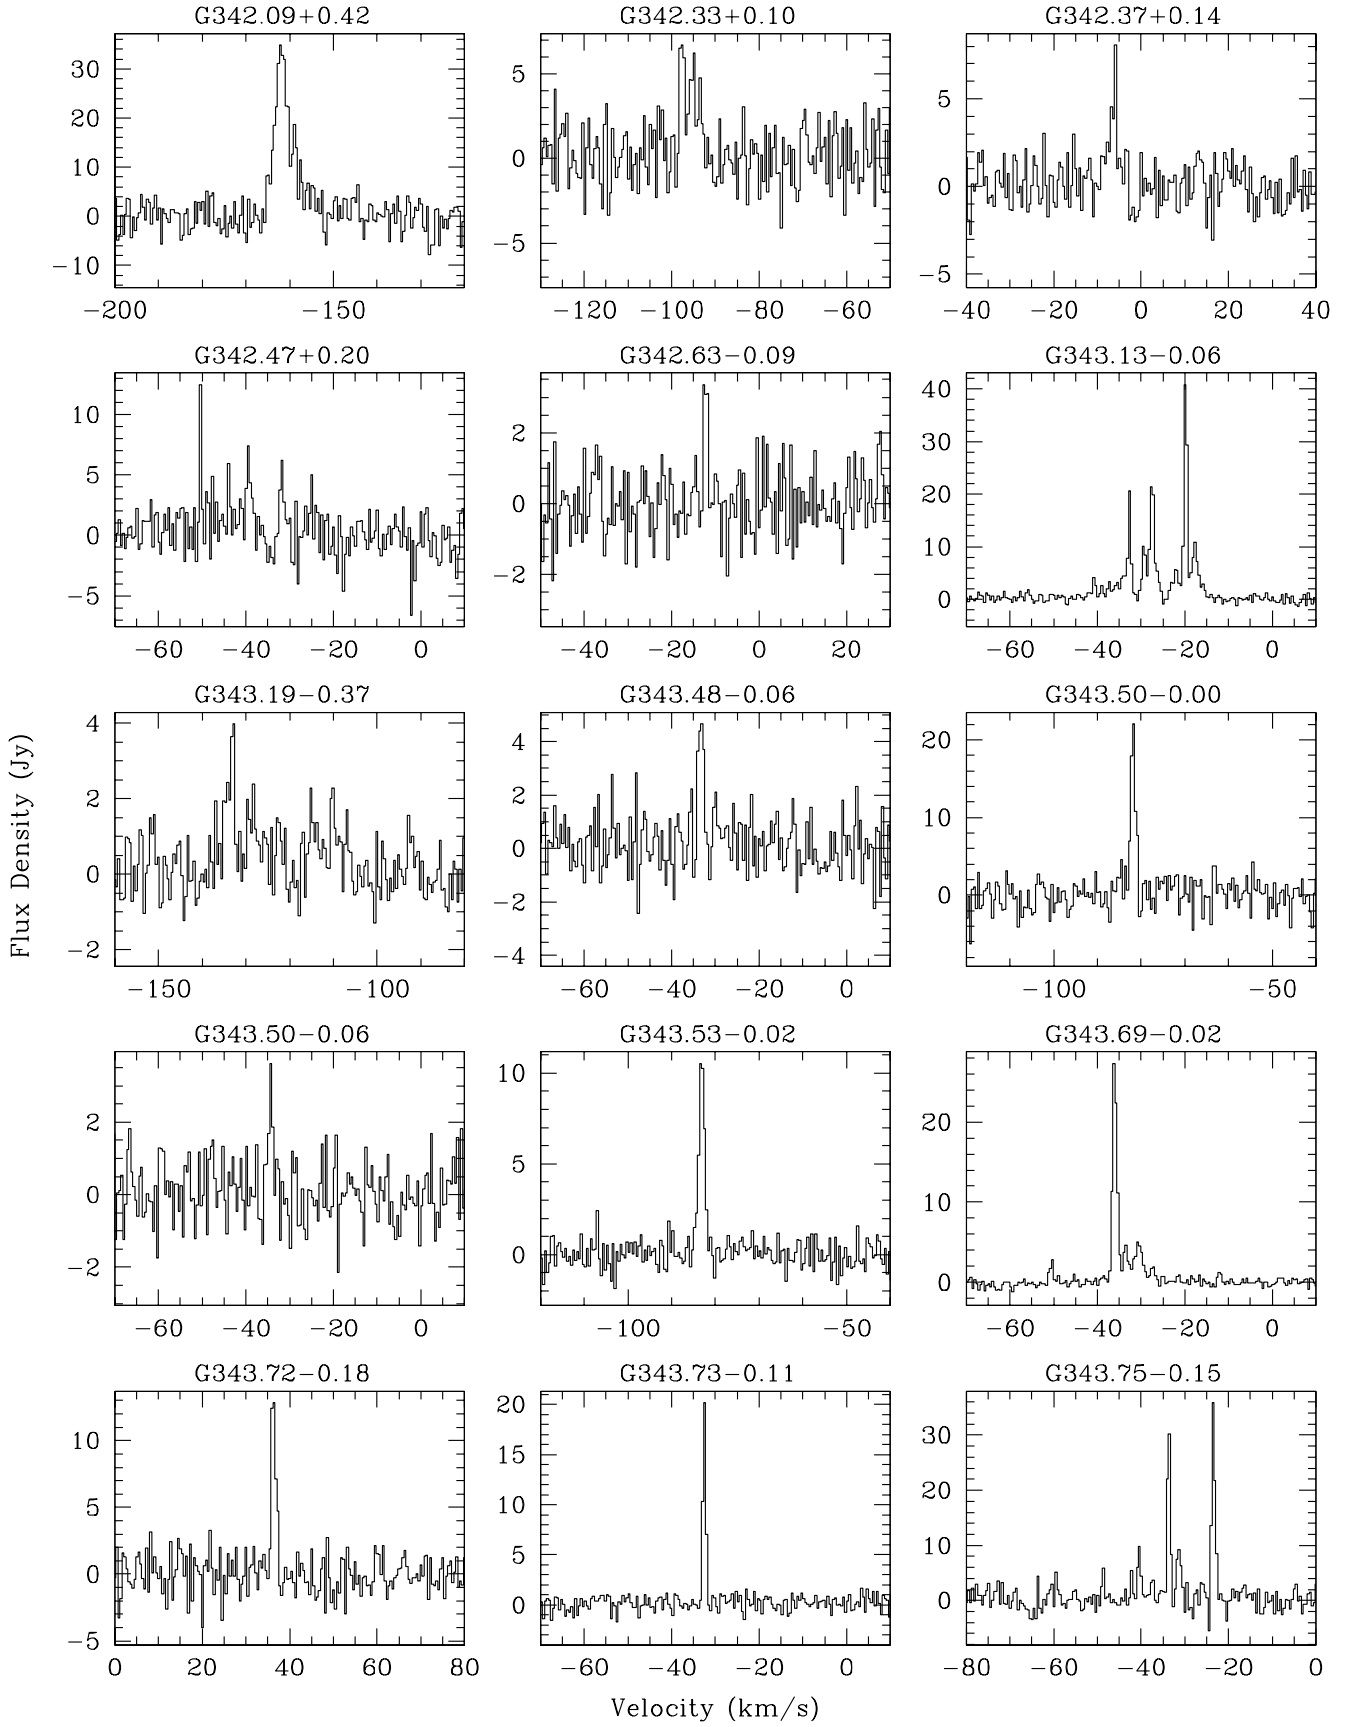 G342.09+0.42 G342.33+0.10 G342.37+0.14
30 20 10 0 −10
5 0 −5
5 0 −5
−200 −150
−120 −100 −80 −60
−40 −20 0 20 40
G342.47+0.20 G342.63−0.09 G343.13−0.06
10 5 0 −5
2 0 −2
40 30 20 10 0
−60 −40 −20 0
−40 −20 0 20
−60 −40 −20 0
G343.19−0.37 G343.48−0.06 G343.50−0.00
4 2 0 −2
4 2 0 −2 −4
20 10 0
−150 −100
−60 −40 −20 0
−100 −50
G343.50−0.06 G343.53−0.02 G343.69−0.02
2 0 −2
10 5 0
20 10 0
−60 −40 −20 0
−100 −50
−60 −40 −20 0
G343.72−0.18 G343.73−0.11 G343.75−0.15
10 5 0 −5
20 15 10 5 0
30 20 10 0
0 20 40 60 80
−60 −40 −20 0
−80 −60 −40 −20 0
Flux Density (Jy)
Velocity (km/s)